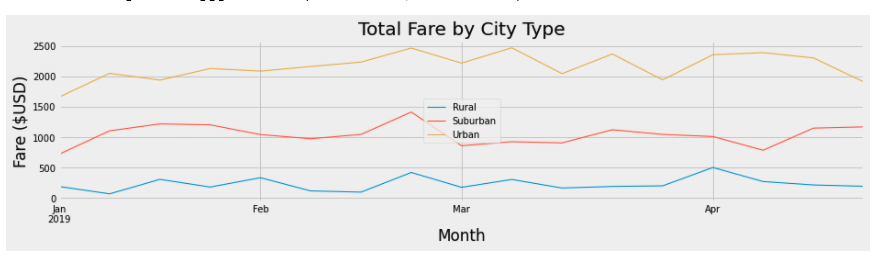 Total Fare by City Type
2500
2000
1500
1000
500
0
Fare ($USD)
Rural
Suburban
Urban
Jan
2019
Feb
Mar
Apr
Month